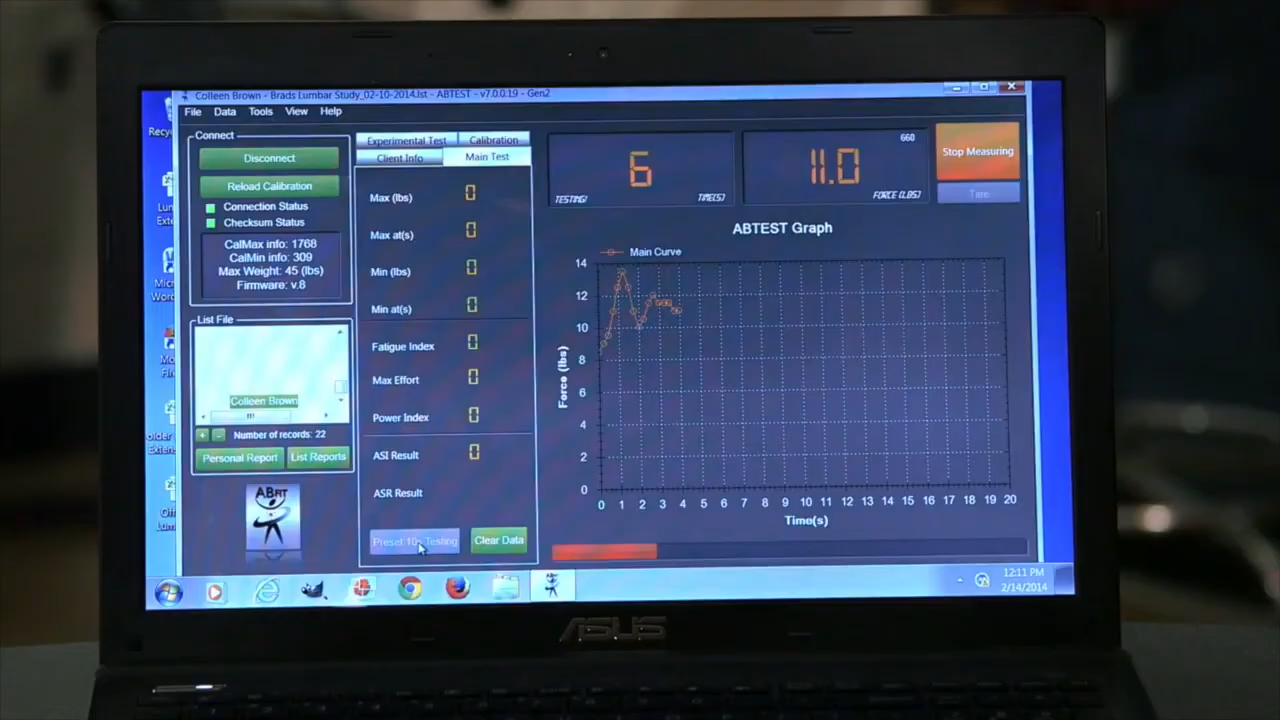 Colleen Brown - Brads Lumbar Study_02-10-2014.lst - ABTEST - v7.0.0.19 - Gen2
File Data Tools View Help
Connect
Disconnect
Reload Calibration
Connection Status
Checksum Status
CalMax info: 1768
CalMin info: 309
Max Weight: 45 (lbs)
Firmware: v.8
List File
Colleen Brown
+ - Number of records: 22
Personal Report List Reports
ABFIT
Experimental Test Calibration
Client Info Main Test
Max (lbs) 0
Max at(s) 0
Min (lbs) 0
Min at(s) 0
Fatigue Index 0
Max Effort 0
Power Index 0
ASI Result 0
ASR Result
Clear Data
6
TESTING! TIME(S)
660
11.0
FORCE (LBS)
Stop Measuring
Tare
ABTEST Graph
Main Curve
14
12
10
8
6
4
2
0
Force (lbs)
0 1 2 3 4 5 6 7 8 9 10 11 12 13 14 15 16 17 18 19 20
Time(s)
12:11 PM
2/14/2014
ASUS